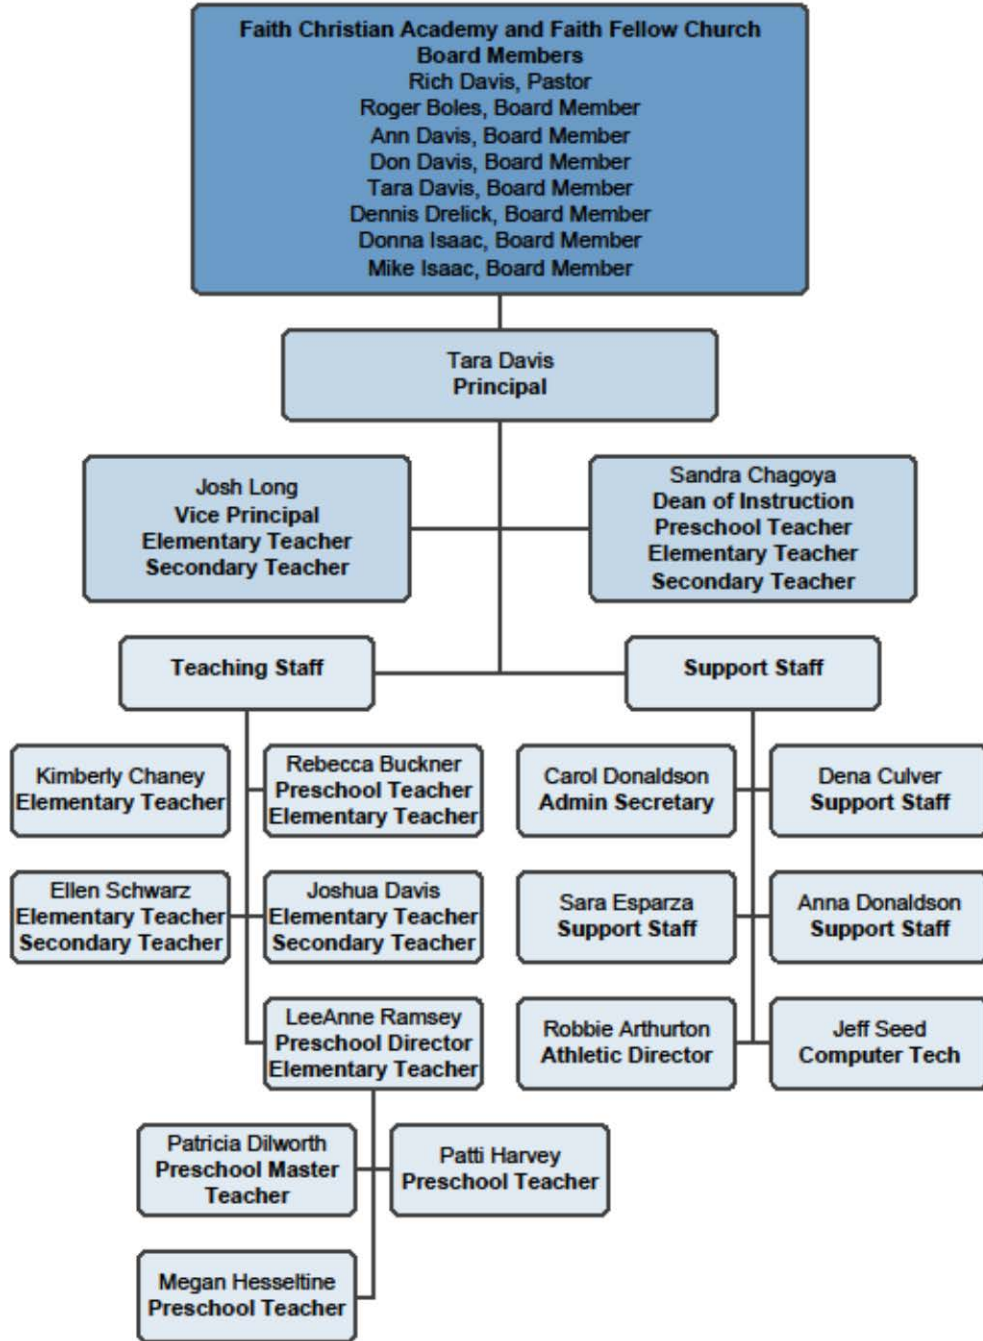 Faith Christian Academy and Faith Fellow Church
Board Members
Rich Davis, Pastor
Roger Boles, Board Member
Ann Davis, Board Member
Don Davis, Board Member
Tara Davis, Board Member
Dennis Drelick, Board Member
Donna Isaac, Board Member
Mike Isaac, Board Member
Tara Davis
Principal
Josh Long
Vice Principal
Elementary Teacher
Secondary Teacher
Sandra Chagoya
Dean of Instruction
Preschool Teacher
Elementary Teacher
Secondary Teacher
Teaching Staff
Support Staff
Kimberly Chaney
Elementary Teacher
Rebecca Buckner
Preschool Teacher
Elementary Teacher
Carol Donaldson
Admin Secretary
Dena Culver
Support Staff
Ellen Schwarz
Elementary Teacher
Secondary Teacher
Joshua Davis
Elementary Teacher
Secondary Teacher
Sara Esparza
Support Staff
Anna Donaldson
Support Staff
LeeAnne Ramsey
Preschool Director
Elementary Teacher
Robbie Arthurton
Athletic Director
Jeff Seed
Computer Tech
Patricia Dilworth
Preschool Master
Teacher
Patti Harvey
Preschool Teacher
Megan Hesseltine
Preschool Teacher